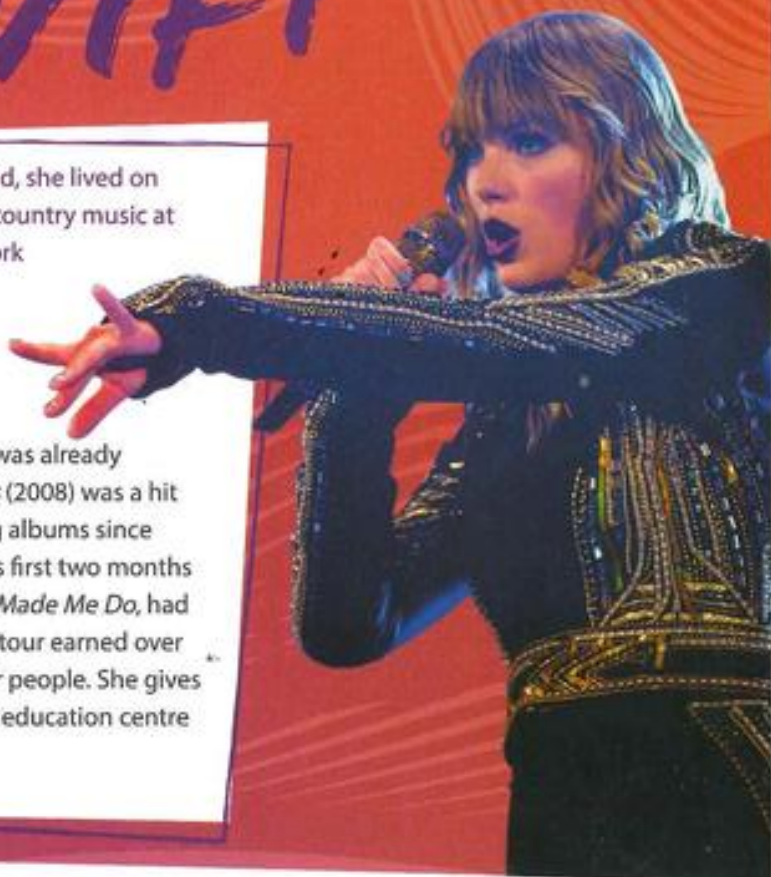 d, she lived on
country music at
ork
was already
(2008) was a hit
g albums since
s first two months
Made Me Do, had
tour earned over
r people. She gives
education centre